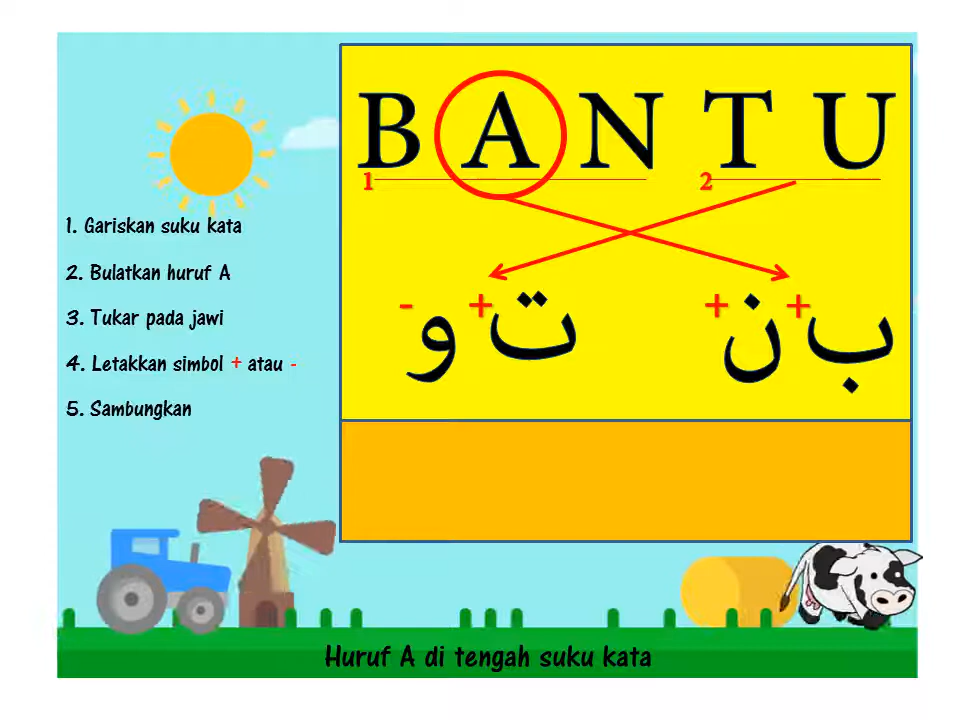 B A N T U
1 2
- + + +
و ت ن ب
1. Gariskan suku kata
2. Bulatkan huruf A
3. Tukar pada jawi
4. Letakkan simbol + atau -
5. Sambungkan
Huruf A di tengah suku kata